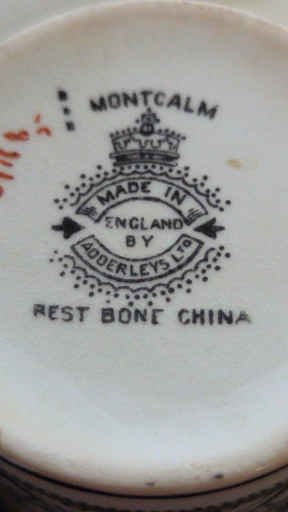 MONTCALM
MADE IN
ENGLAND
BY
ADDERLEYS LTD
BEST BONE CHINA